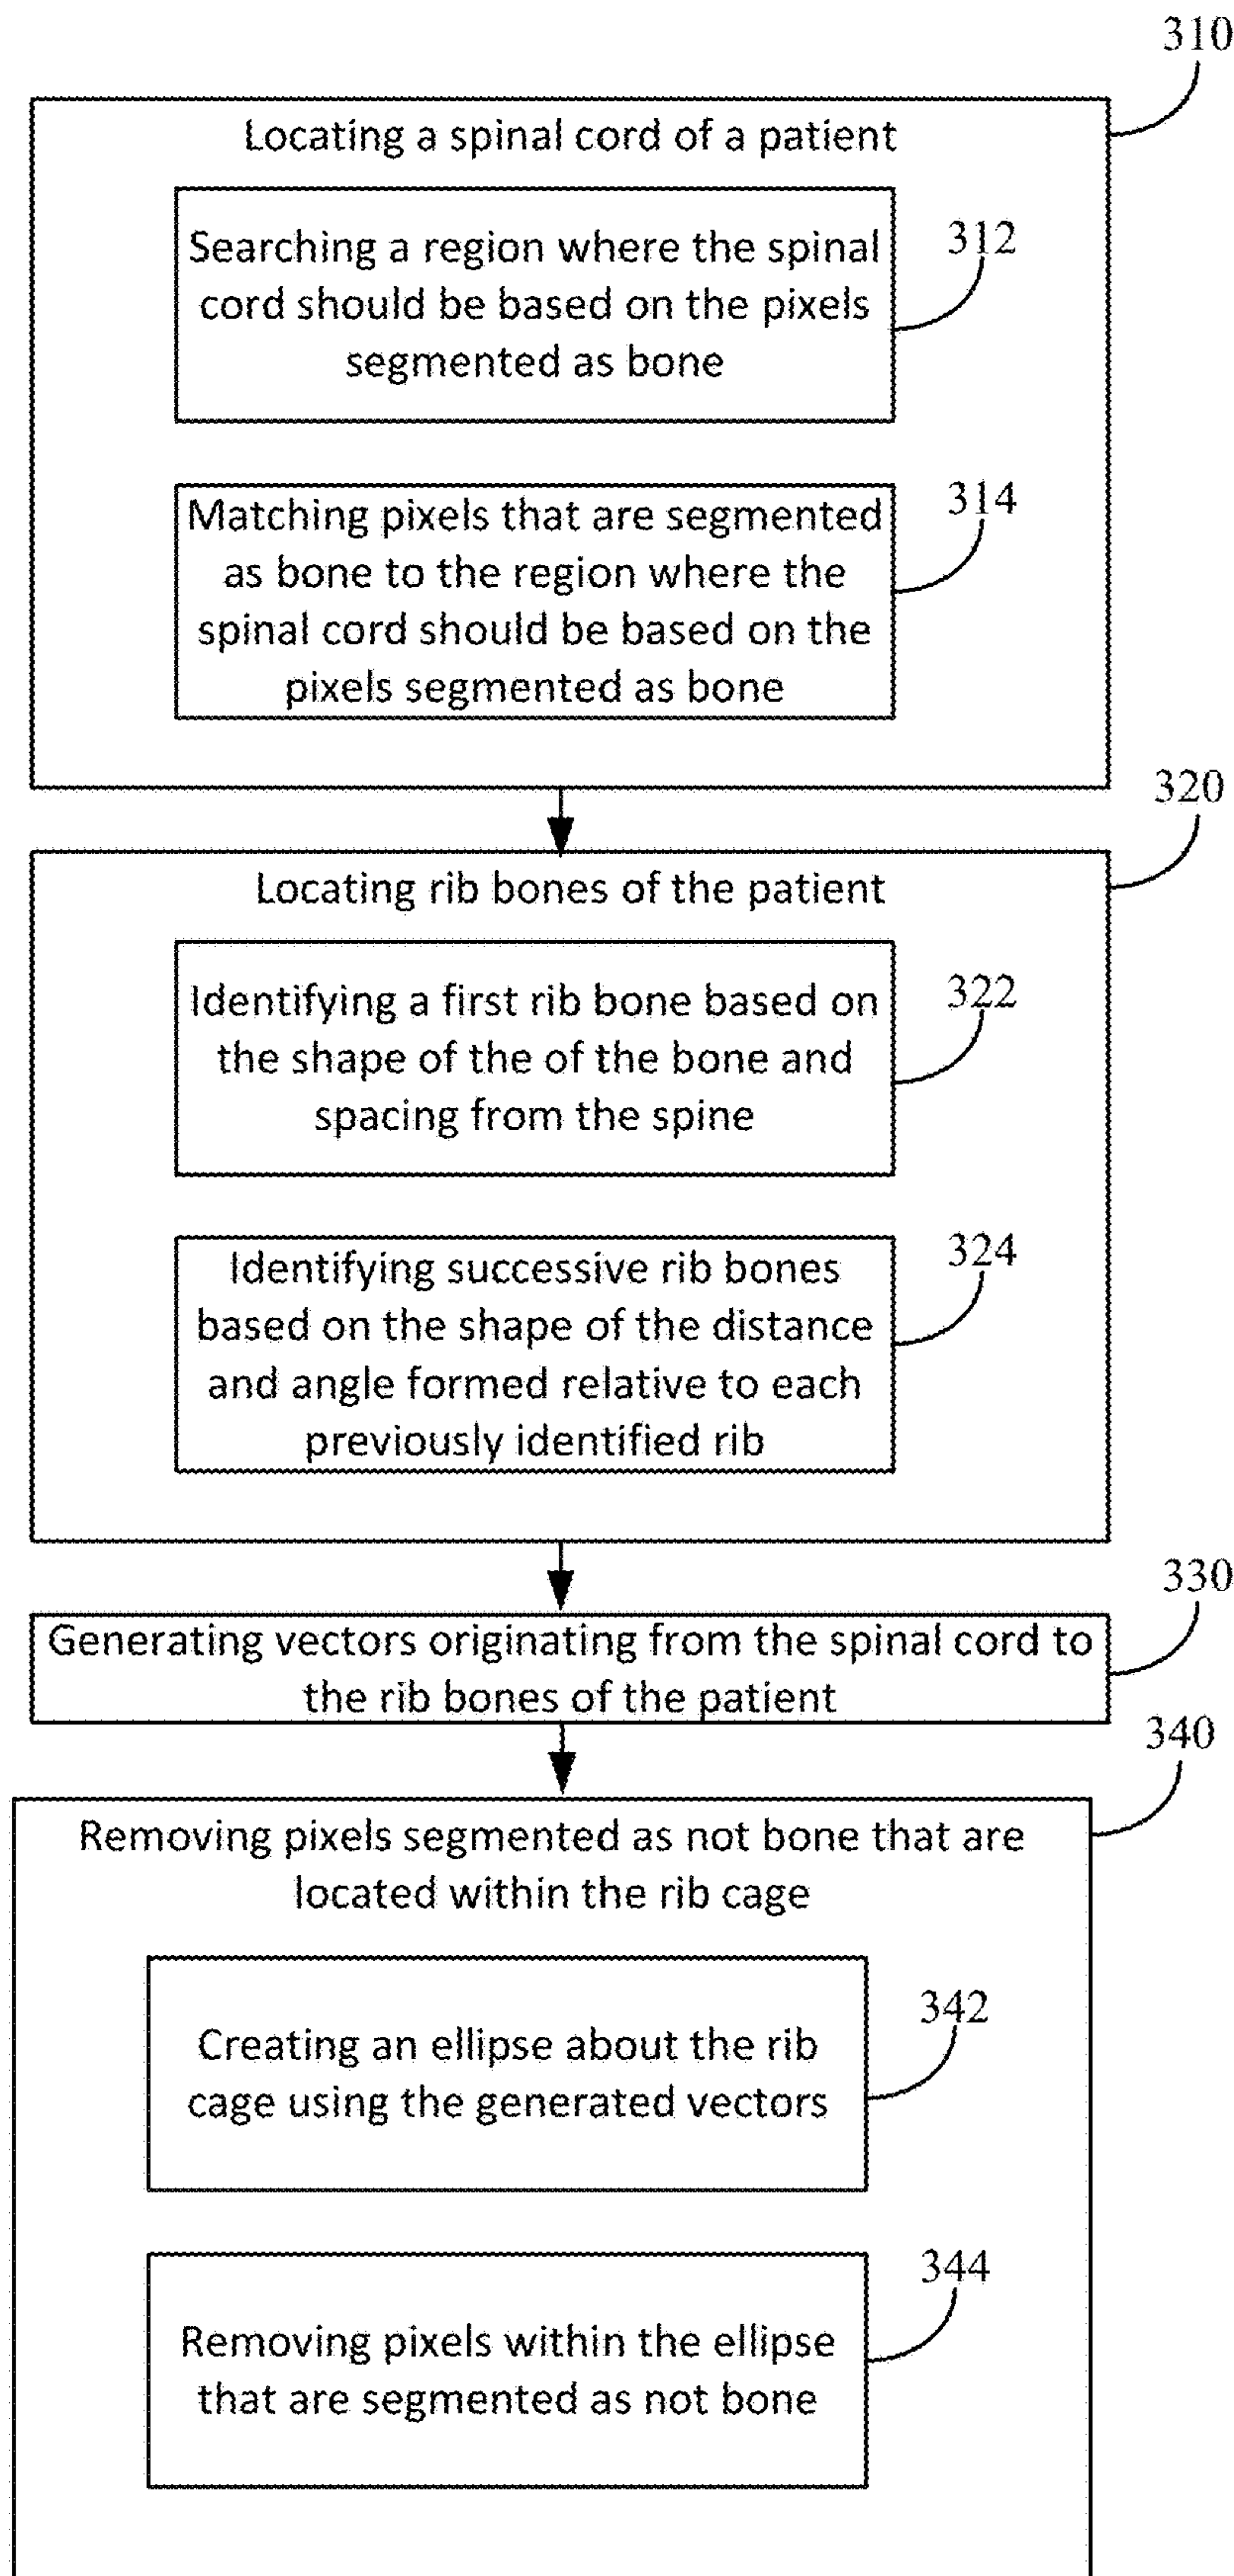 310
Locating a spinal cord of a patient
Searching a region where the spinal
cord should be based on the pixels
segmented as bone
312
Matching pixels that are segmented
as bone to the region where the
spinal cord should be based on the
pixels segmented as bone
314
320
Locating rib bones of the patient
Identifying a first rib bone based on
the shape of the of the bone and
spacing from the spine
322
Identifying successive rib bones
based on the shape of the distance
and angle formed relative to each
previously identified rib
324
330
Generating vectors originating from the spinal cord to
the rib bones of the patient
340
Removing pixels segmented as not bone that are
located within the rib cage
Creating an ellipse about the rib
cage using the generated vectors
342
Removing pixels within the ellipse
that are segmented as not bone
344